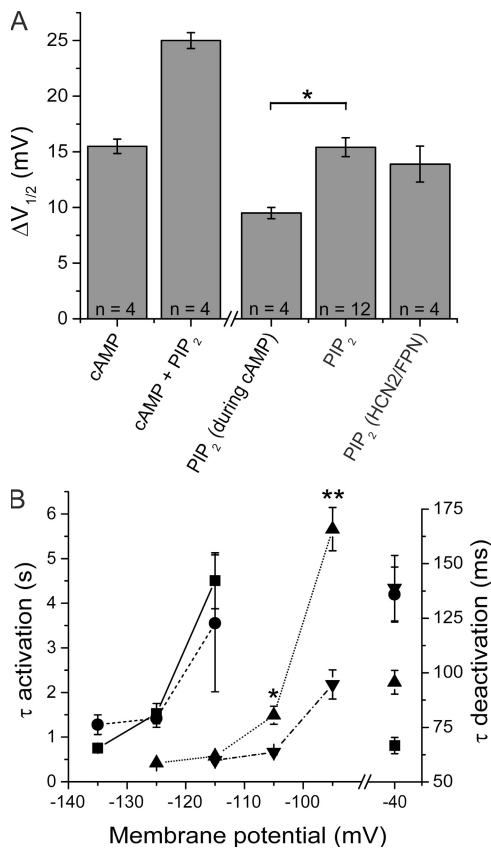 A
ΔV1/2 (mV)
25
20
15
10
5
0
*
n = 4
n = 4
n = 4
n = 12
n = 4
cAMP
cAMP + PIP2
PIP2 (during cAMP)
PIP2
PIP2 (HCN2/FPN)
B
τ activation (s)
6
5
4
3
2
1
0
**
*
175
150
125
100
75
50
τ deactivation (ms)
-140 -130 -120 -110 -100 -40
Membrane potential (mV)